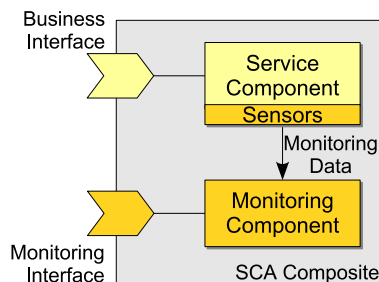 Business
Interface
Service
Component
Sensors
Monitoring
Data
Monitoring
Component
Monitoring
Interface
SCA Composite